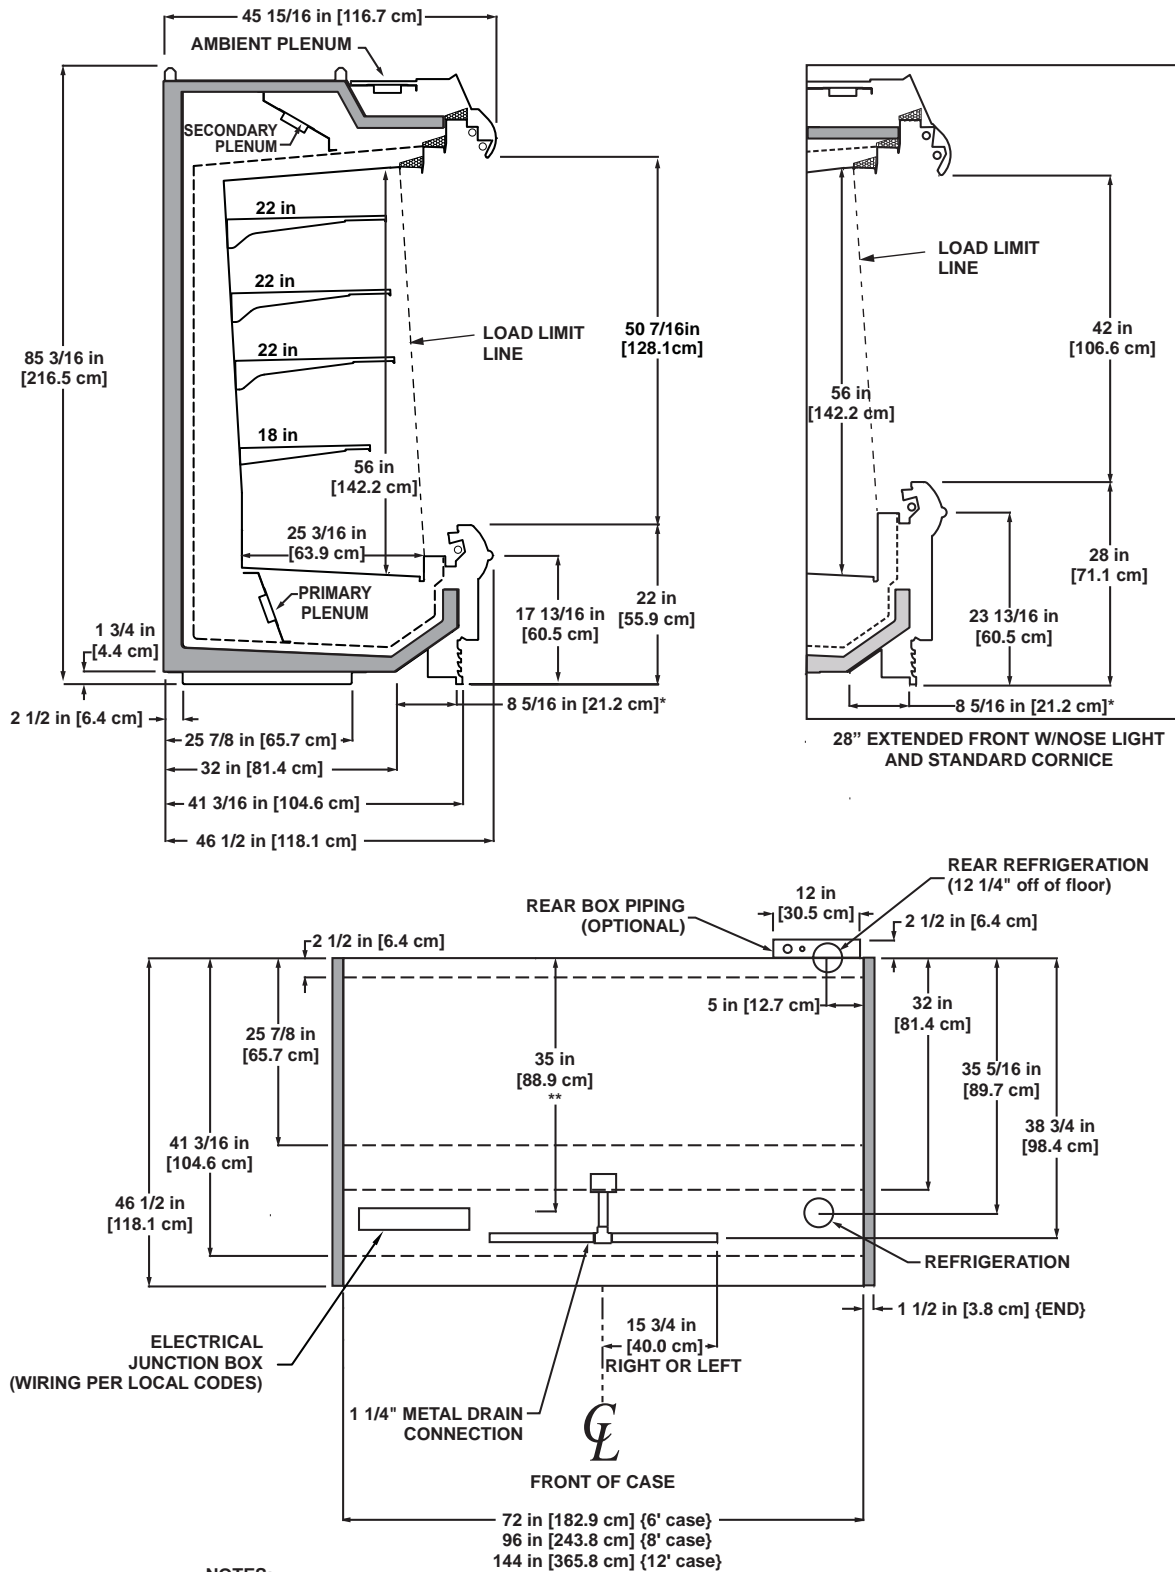 45 15/16 in [116.7 cm]
AMBIENT PLENUM
SECONDARY
PLENUM
22 in
22 in
22 in
18 in
85 3/16 in
[216.5 cm]
LOAD LIMIT
LINE
50 7/16in
[128.1cm]
56 in
[142.2 cm]
25 3/16 in
[63.9 cm]
PRIMARY
PLENUM
17 13/16 in
[60.5 cm]
22 in
[55.9 cm]
1 3/4 in
[4.4 cm]
2 1/2 in [6.4 cm]
8 5/16 in [21.2 cm]*
25 7/8 in [65.7 cm]
32 in [81.4 cm]
41 3/16 in [104.6 cm]
46 1/2 in [118.1 cm]
LOAD LIMIT
LINE
42 in
[106.6 cm]
56 in
[142.2 cm]
28 in
[71.1 cm]
23 13/16 in
[60.5 cm]
8 5/16 in [21.2 cm]*
28” EXTENDED FRONT W/NOSE LIGHT
AND STANDARD CORNICE
REAR REFRIGERATION
(12 1/4" off of floor)
12 in
[30.5 cm]
REAR BOX PIPING
(OPTIONAL)
2 1/2 in [6.4 cm]
2 1/2 in [6.4 cm]
5 in [12.7 cm]
32 in
[81.4 cm]
25 7/8 in
[65.7 cm]
35 in
[88.9 cm]
**
35 5/16 in
[89.7 cm]
38 3/4 in
[98.4 cm]
41 3/16 in
[104.6 cm]
46 1/2 in
[118.1 cm]
REFRIGERATION
1 1/2 in [3.8 cm] {END}
15 3/4 in
[40.0 cm]
RIGHT OR LEFT
ELECTRICAL
JUNCTION BOX
(WIRING PER LOCAL CODES)
1 1/4" METAL DRAIN
CONNECTION
CL
FRONT OF CASE
72 in [182.9 cm] {6' case}
96 in [243.8 cm] {8' case}
144 in [365.8 cm] {12' case}